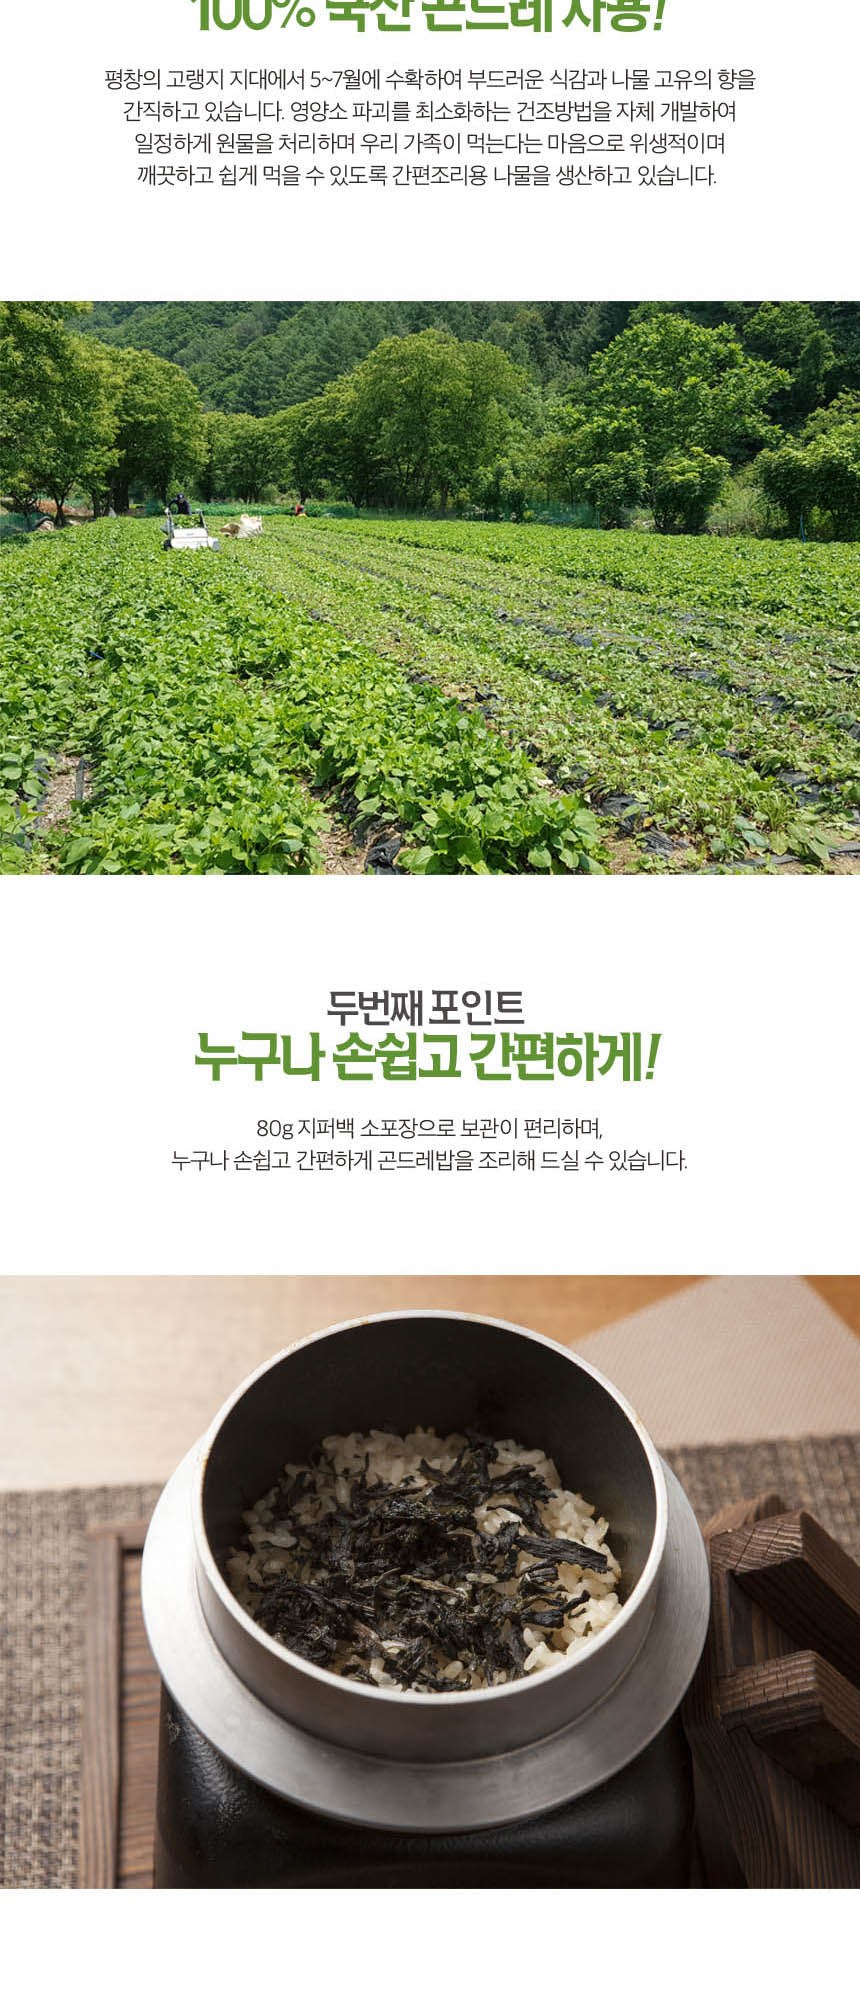 100% 국산 곤드레 사용!
평창의 고랭지 지대에서 5~7월에 수확하여 부드러운 식감과 나물 고유의 향을
간직하고 있습니다. 영양소 파괴를 최소화하는 건조방법을 자체 개발하여
일정하게 원물을 처리하며 우리 가족이 먹는다는 마음으로 위생적이며
깨끗하고 쉽게 먹을 수 있도록 간편조리용 나물을 생산하고 있습니다.
두번째 포인트
누구나 손쉽고 간편하게!
80g 지퍼백 소포장으로 보관이 편리하며,
누구나 손쉽고 간편하게 곤드레밥을 조리해 드실 수 있습니다.